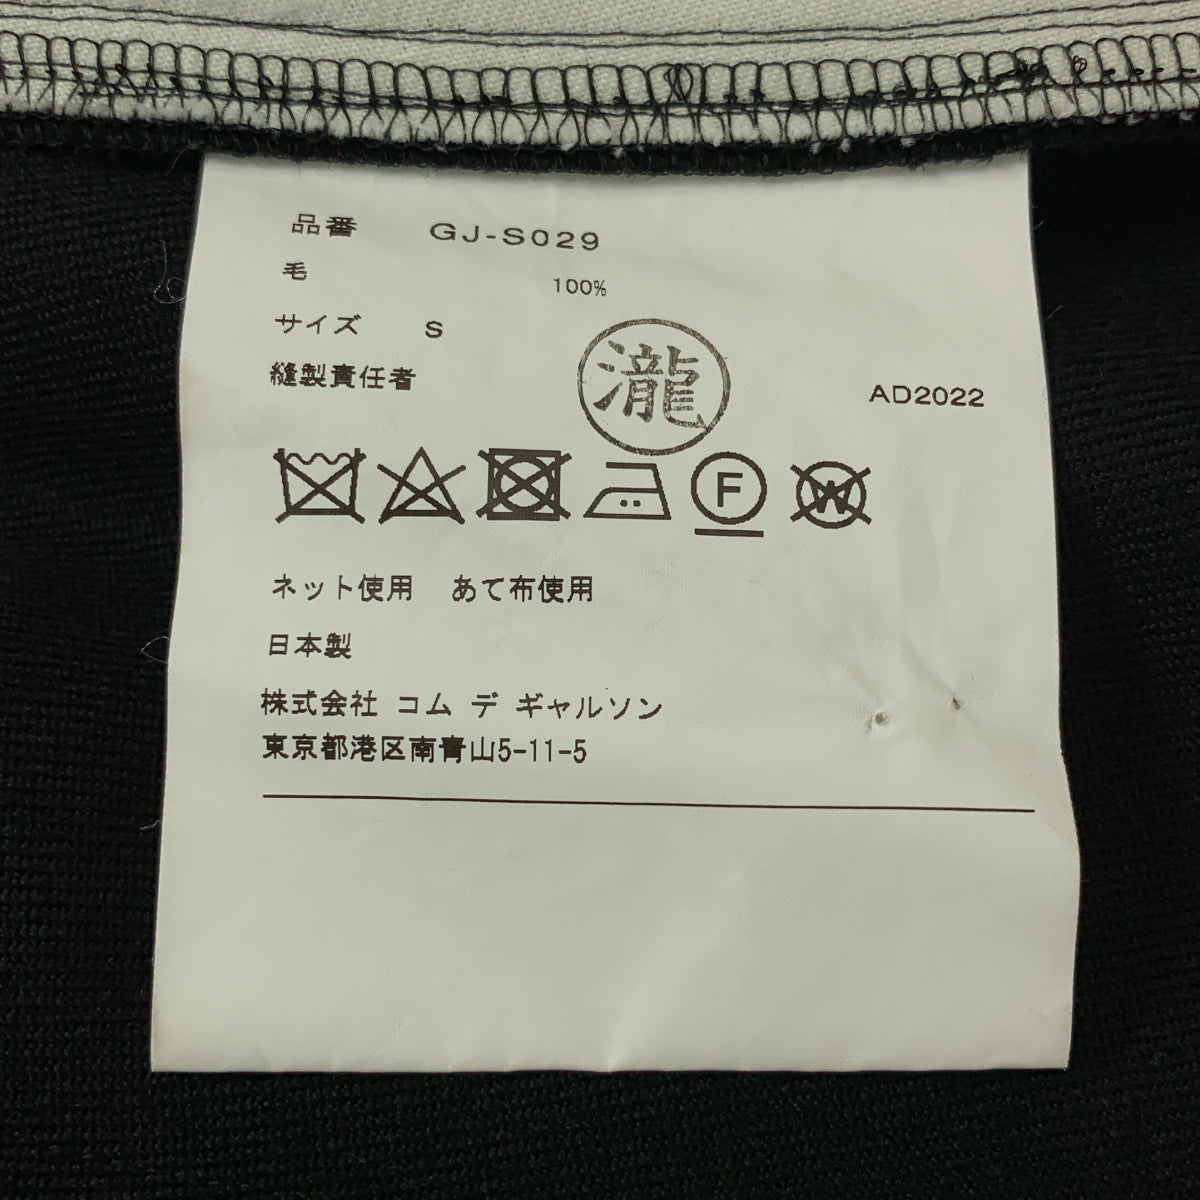 品番 GJ-S029
毛 100%
サイズ S
縫製責任者 瀧 AD2022
F W
ネット使用 あて布使用
日本製
株式会社 コム デ ギャルソン
東京都港区南青山5-11-5